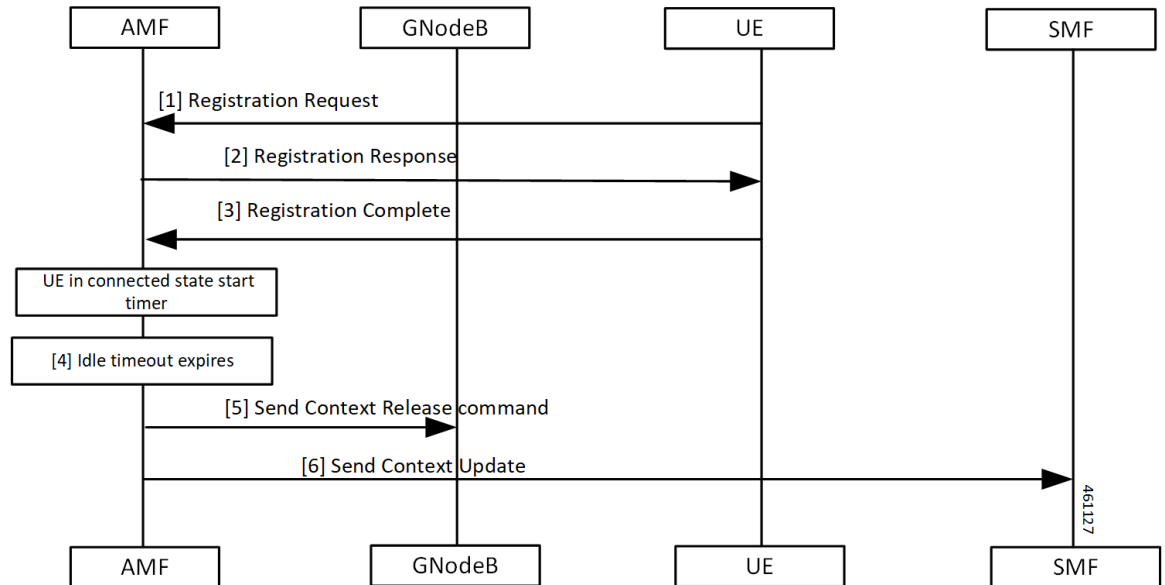 AMF
GNodeB
UE
SMF
[1] Registration Request
[2] Registration Response
[3] Registration Complete
UE in connected state start
timer
[4] Idle timeout expires
[5] Send Context Release command
[6] Send Context Update
461127
AMF
GNodeB
UE
SMF